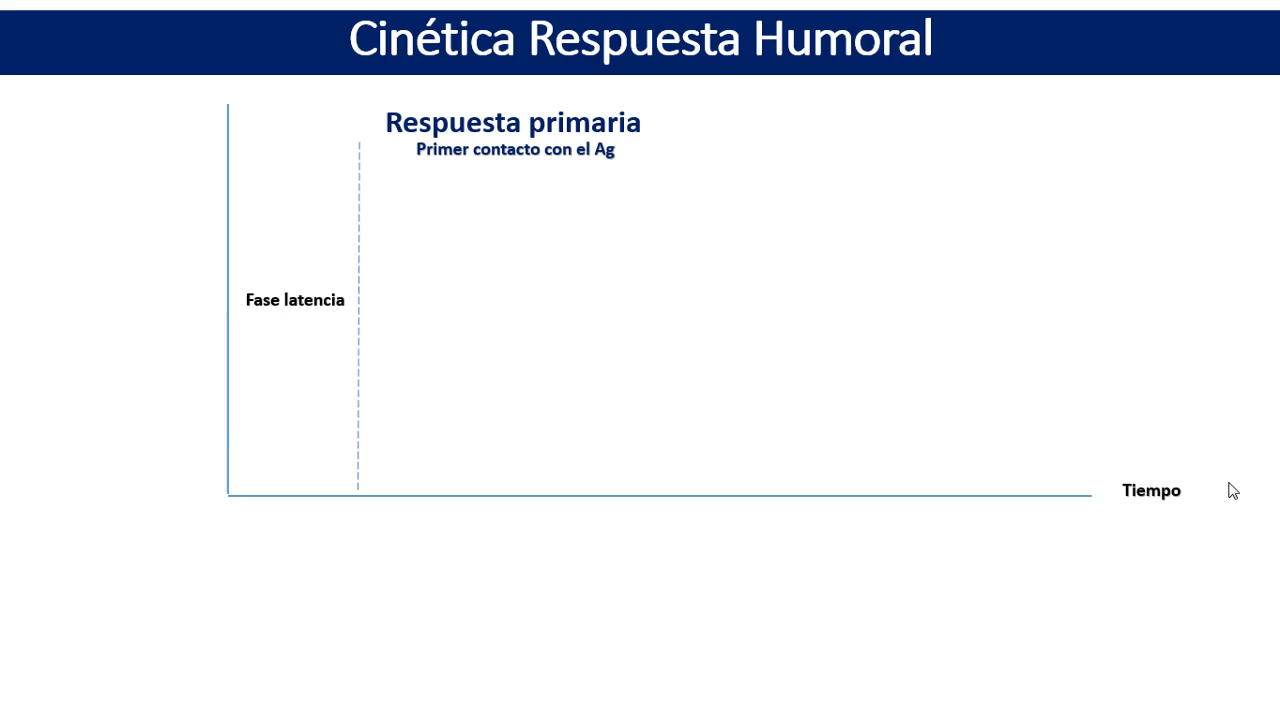 Cinética Respuesta Humoral
Respuesta primaria
Primer contacto con el Ag
Fase latencia
Tiempo